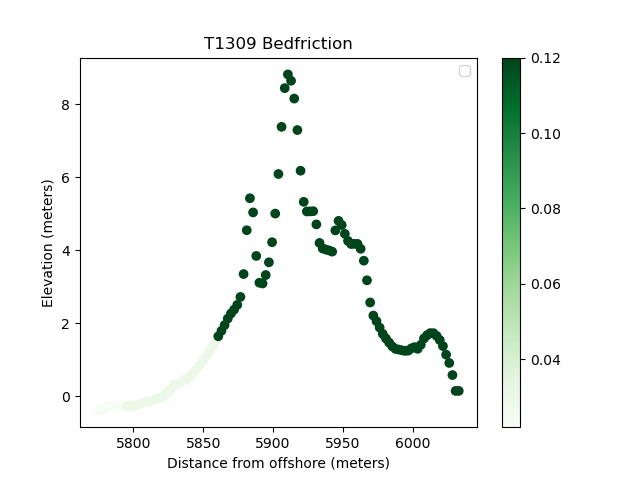 T1309 Bedfriction
Elevation (meters)
8
6
4
2
0
5800 5850 5900 5950 6000
Distance from offshore (meters)
0.12
0.10
0.08
0.06
0.04